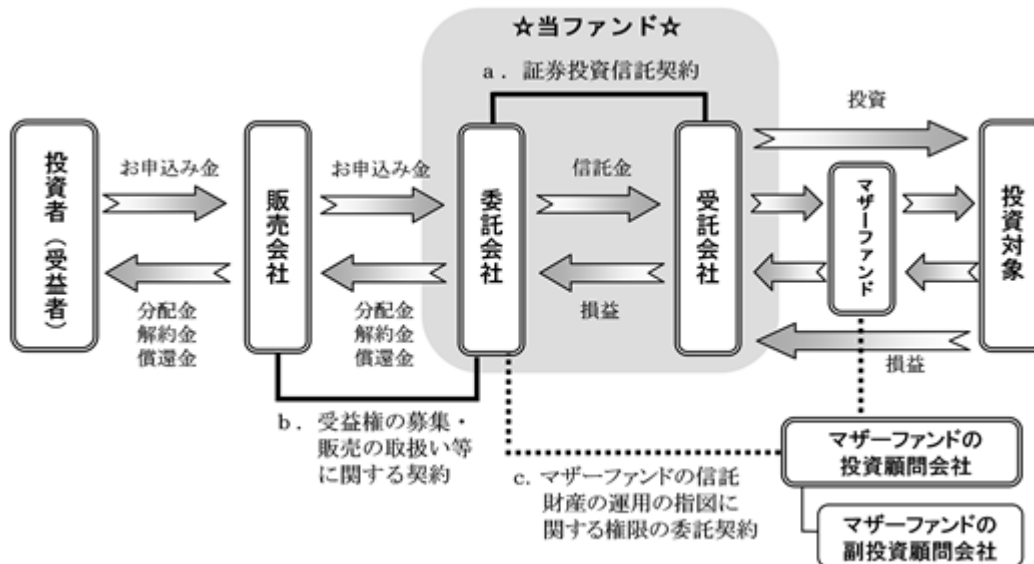 ☆当ファンド☆
a．証券投資信託契約
投資
投資者（受益者）
お申込み金
販売会社
お申込み金
委託会社
信託金
受託会社
マザーファンド
投資対象
分配金
解約金
償還金
分配金
解約金
償還金
損益
損益
b．受益権の募集・
販売の取扱い等
に関する契約
c．マザーファンドの信託
財産の運用の指図に
関する権限の委託契約
マザーファンドの
投資顧問会社
マザーファンドの
副投資顧問会社